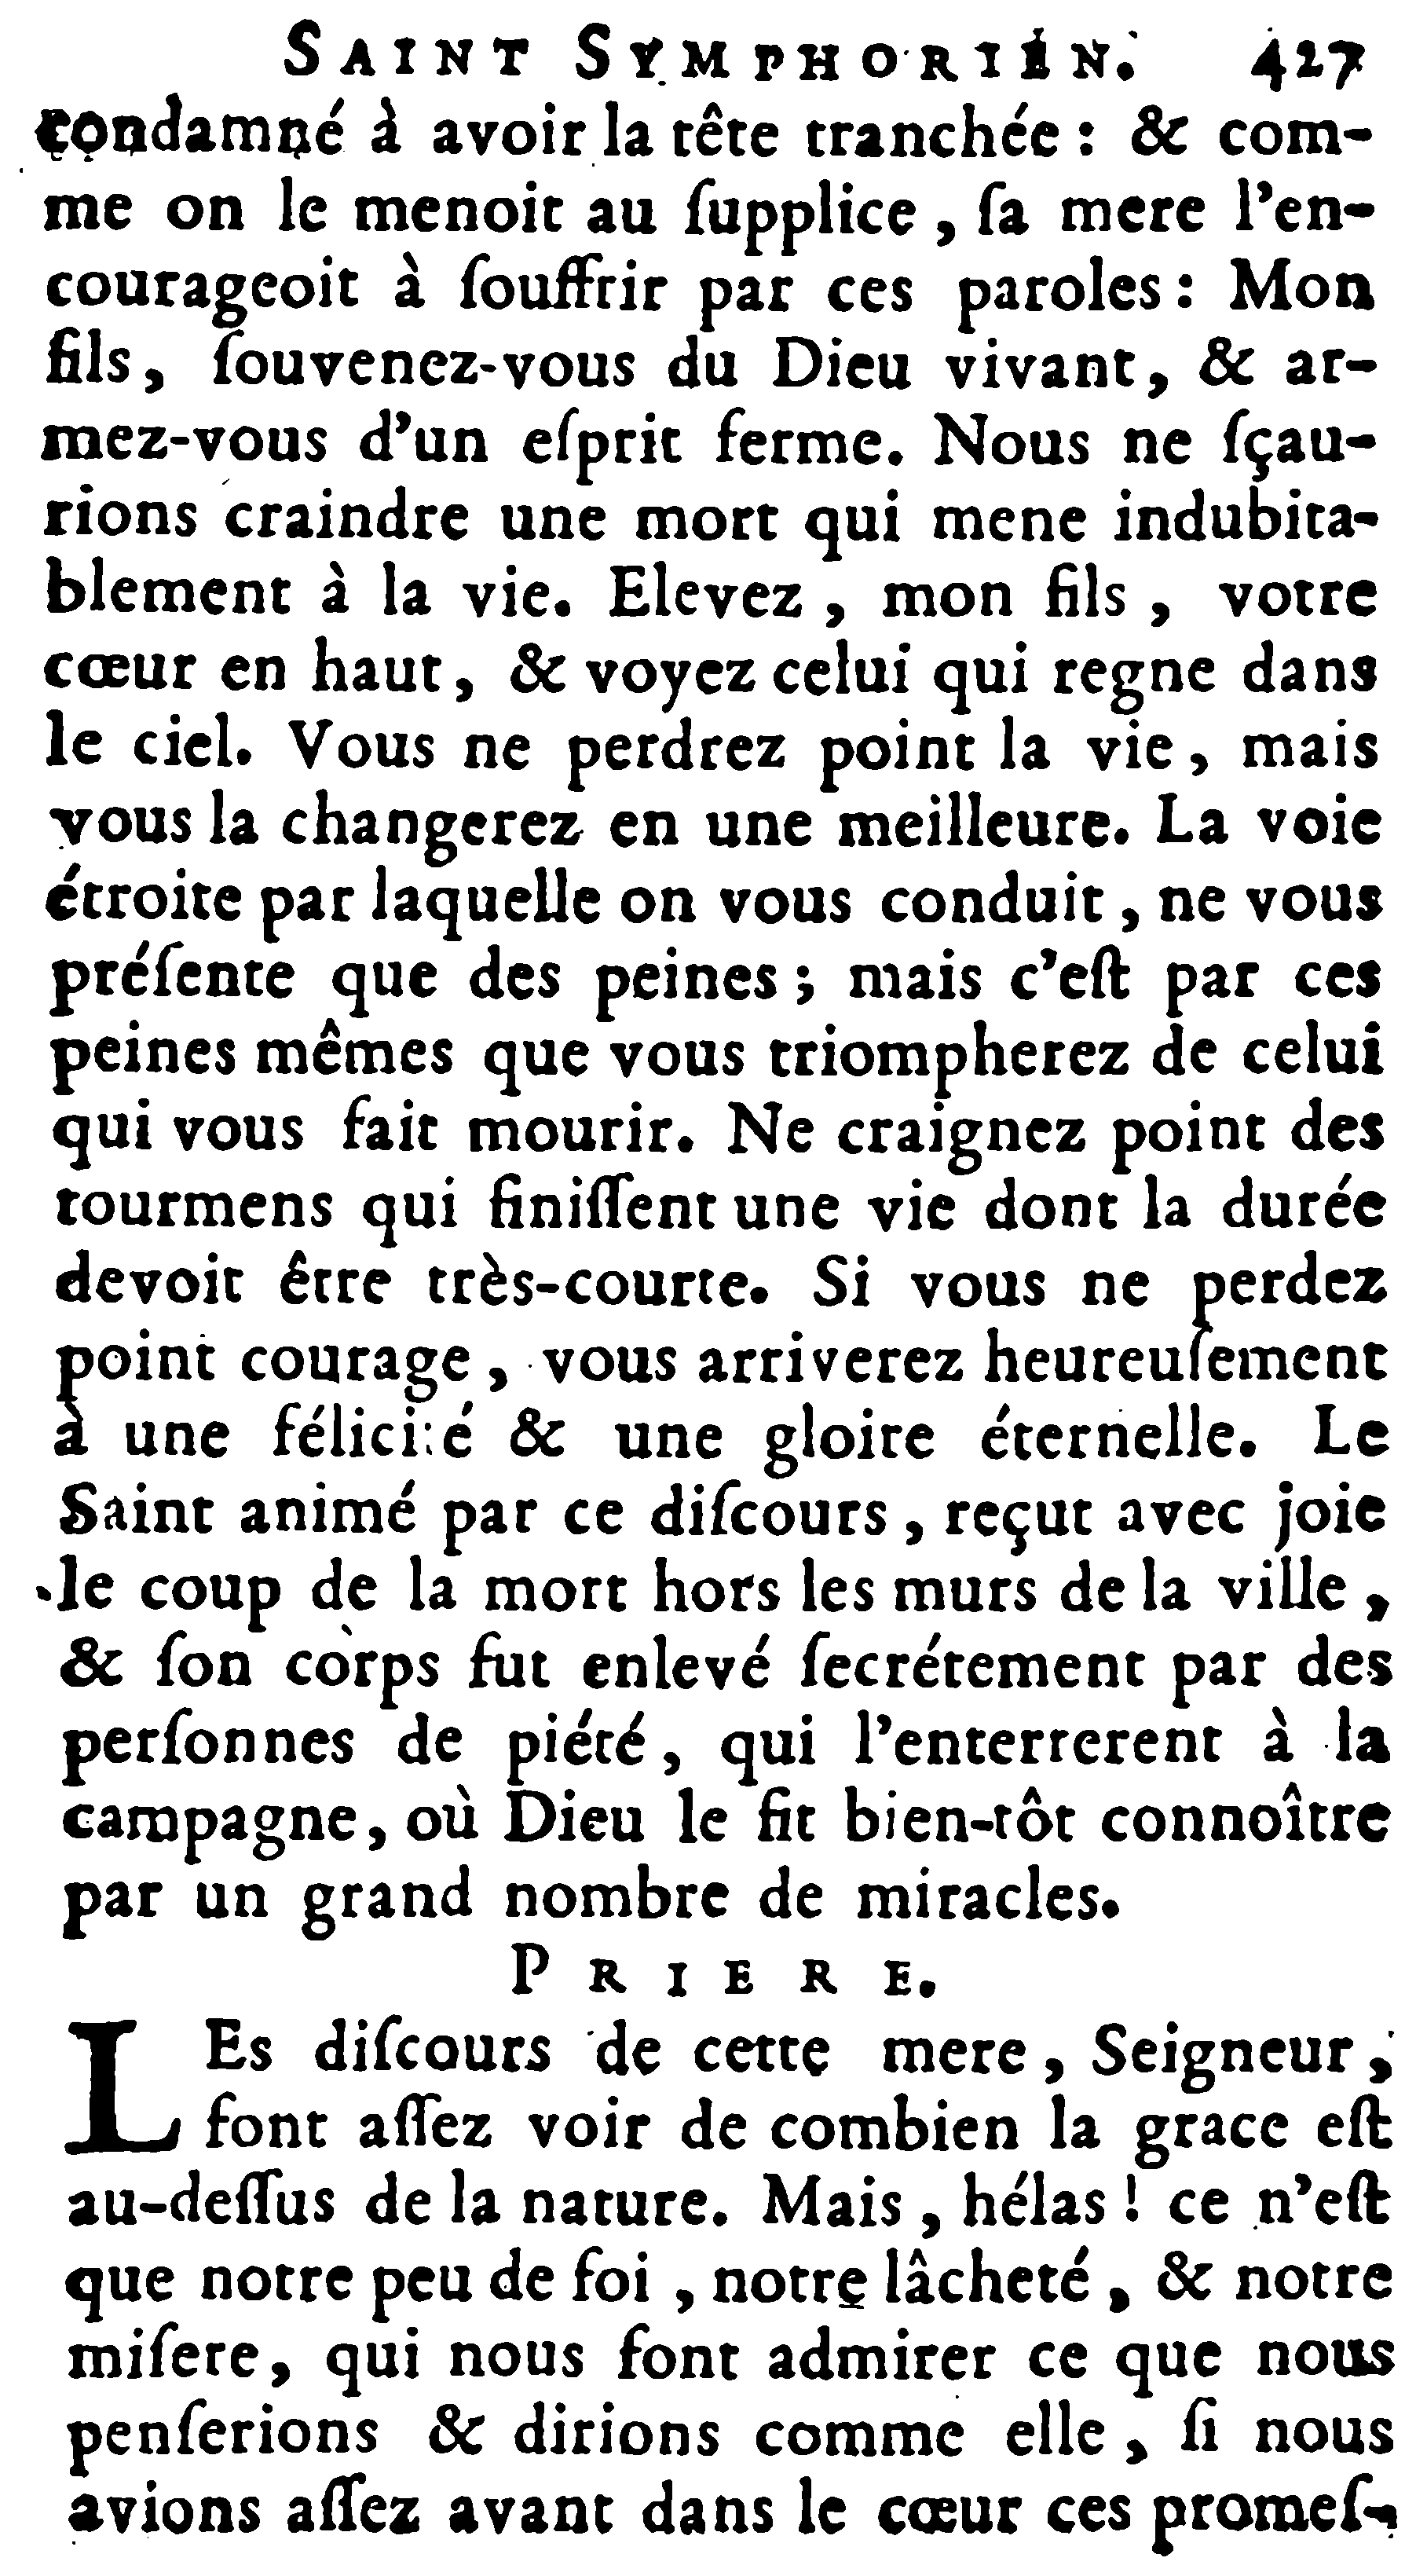 SAINT SYMPHORIEN. 427
condamné à avoir la tête tranchée : & com-
me on le menoit au ſupplice , ſa mere l'en-
courageoit à ſouffrir par ces paroles : Mon
fils, ſouvenez-vous du Dieu vivant, & ar-
mez-vous d'un eſprit ferme. Nous ne ſçau-
rions craindre une mort qui mene indubita-
blement à la vie. Elevez , mon fils , votre
cœur en haut, & voyez celui qui regne dans
le ciel. Vous ne perdrez point la vie, mais
vous la changerez en une meilleure. La voie
étroite par laquelle on vous conduit , ne vous
préſente que des peines ; mais c'eſt par ces
peines mêmes que vous triompherez de celui
qui vous fait mourir. Ne craignez point des
tourmens qui finiſſent une vie dont la durée
devoit être très-courte. Si vous ne perdez
point courage , vous arriverez heureuſement
à une félicité & une gloire éternelle. Le
Saint animé par ce diſcours , reçut avec joie
le coup de la mort hors les murs de la ville ,
& ſon corps fut enlevé ſecrétement par des
perſonnes de piété, qui l'enterrerent à la
campagne, où Dieu le fit bien-tôt connoître
par un grand nombre de miracles.
PRIERE.
LEs diſcours de cette mere , Seigneur ,
font aſſez voir de combien la grace eſt
au-deſſus de la nature. Mais , hélas ! ce n'eſt
que notre peu de foi , notre lâcheté , & notre
miſere, qui nous font admirer ce que nous
penſerions & dirions comme elle , ſi nous
avions aſſez avant dans le cœur ces promeſ-